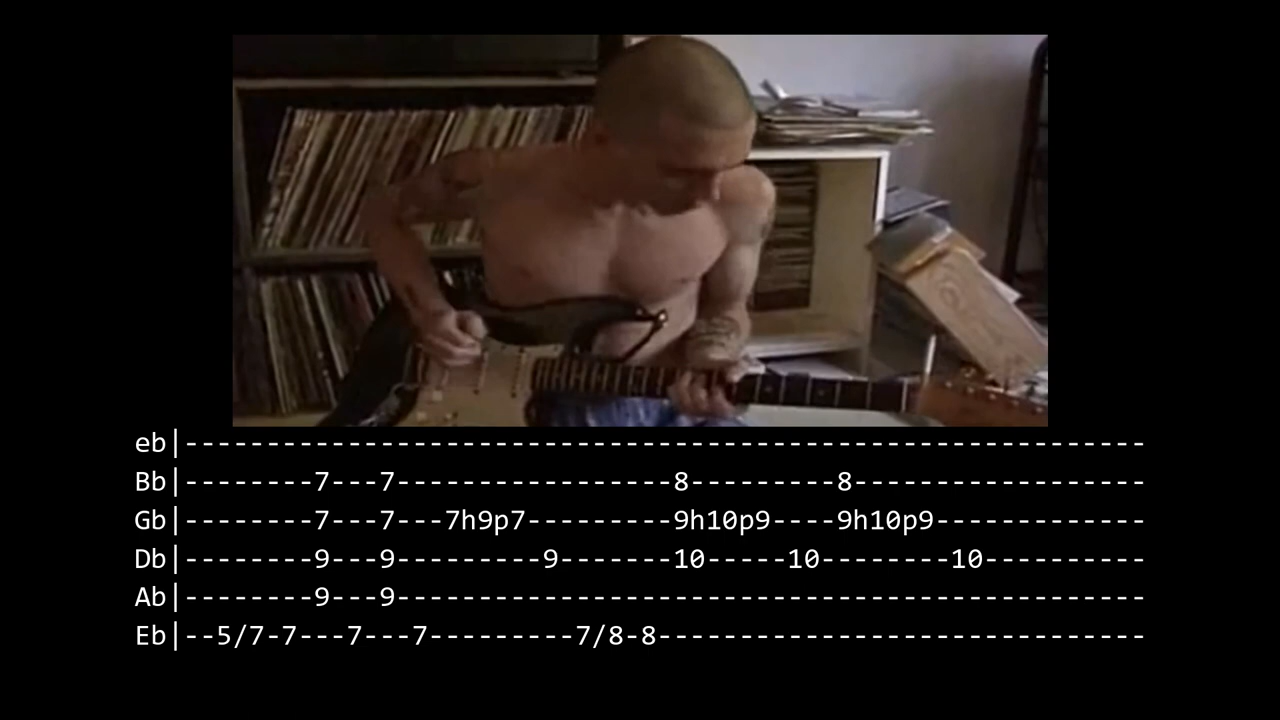 eb|-----------------------------------------------------------
Bb|--------7---7-----------------8---------8------------------
Gb|--------7---7---7h9p7---------9h10p9----9h10p9-------------
Db|--------9---9---------9-------10-----10--------10----------
Ab|--------9---9----------------------------------------------
Eb|--5/7-7---7---7---------7/8-8------------------------------